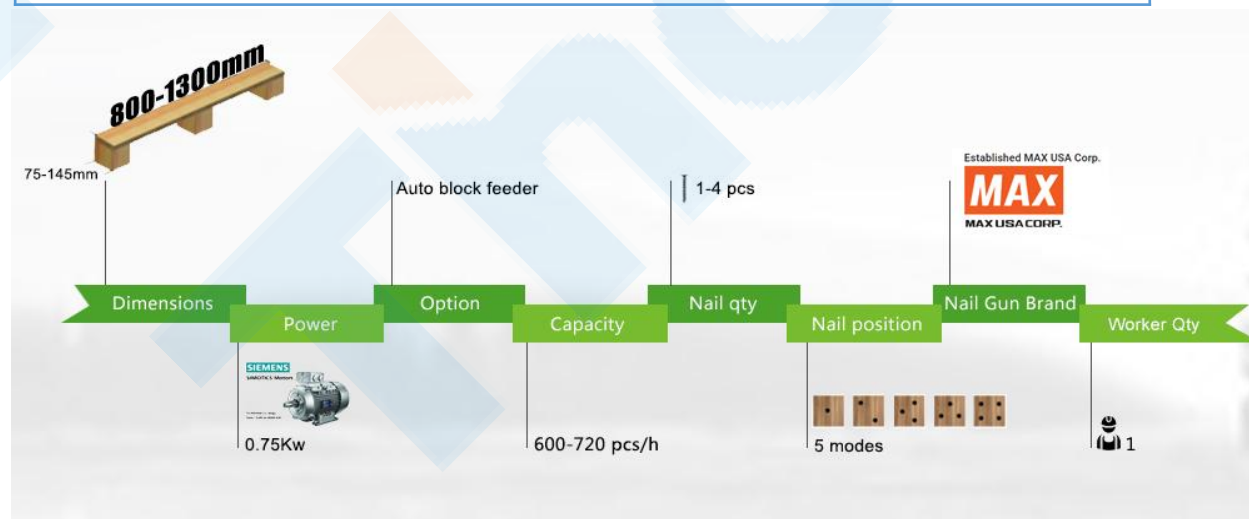 800-1300mm
75-145mm
Auto block feeder
1-4 pcs
Established MAX USA Corp.
MAX
MAX USA CORP.
Dimensions
Power
Option
Capacity
Nail qty
Nail position
Nail Gun Brand
Worker Qty
SIEMENS
SIMOTICS Motors
0.75Kw
600-720 pcs/h
5 modes
1